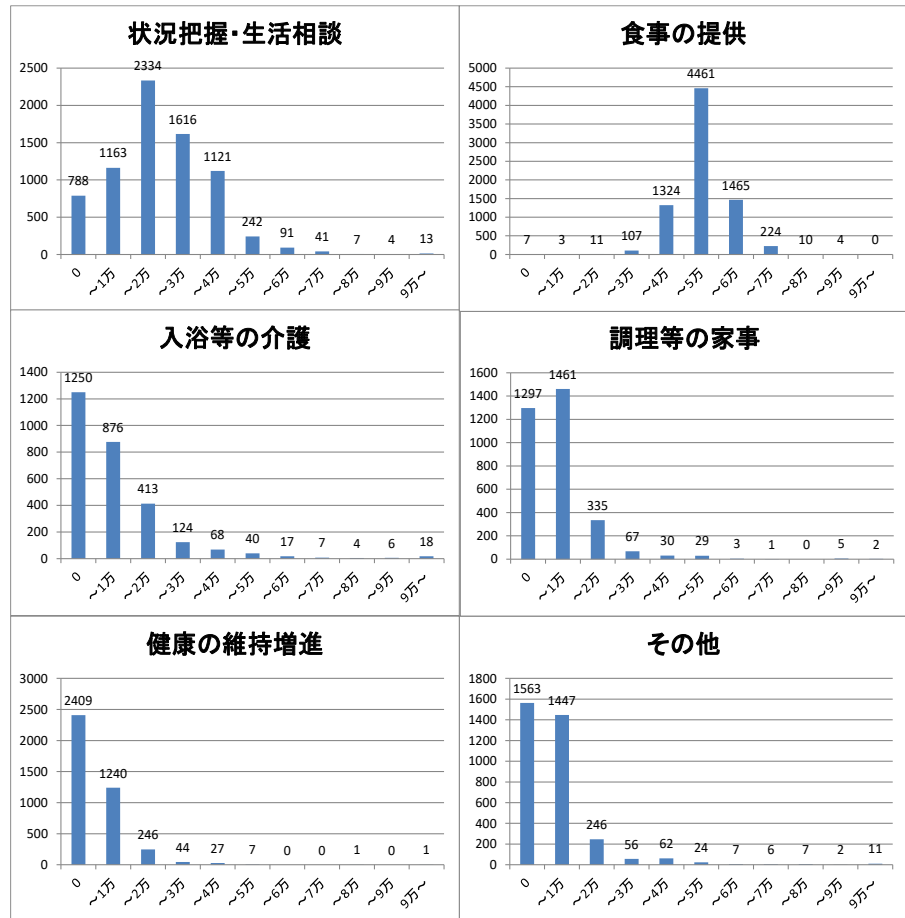 状況把握・生活相談
2500
2000
1500
1000
500
0
788
1163
2334
1616
1121
242
91
41
7
4
13
0
～1万
～2万
～3万
～4万
～5万
～6万
～7万
～8万
～9万
9万～
食事の提供
5000
4500
4000
3500
3000
2500
2000
1500
1000
500
0
7
3
11
107
1324
4461
1465
224
10
4
0
0
～1万
～2万
～3万
～4万
～5万
～6万
～7万
～8万
～9万
9万～
入浴等の介護
1400
1200
1000
800
600
400
200
0
1250
876
413
124
68
40
17
7
4
6
18
0
～1万
～2万
～3万
～4万
～5万
～6万
～7万
～8万
～9万
9万～
調理等の家事
1600
1400
1200
1000
800
600
400
200
0
1297
1461
335
67
30
29
3
1
0
5
2
0
～1万
～2万
～3万
～4万
～5万
～6万
～7万
～8万
～9万
9万～
健康の維持増進
3000
2500
2000
1500
1000
500
0
2409
1240
246
44
27
7
0
0
1
0
1
0
～1万
～2万
～3万
～4万
～5万
～6万
～7万
～8万
～9万
9万～
その他
1800
1600
1400
1200
1000
800
600
400
200
0
1563
1447
246
56
62
24
7
6
7
2
11
0
～1万
～2万
～3万
～4万
～5万
～6万
～7万
～8万
～9万
9万～